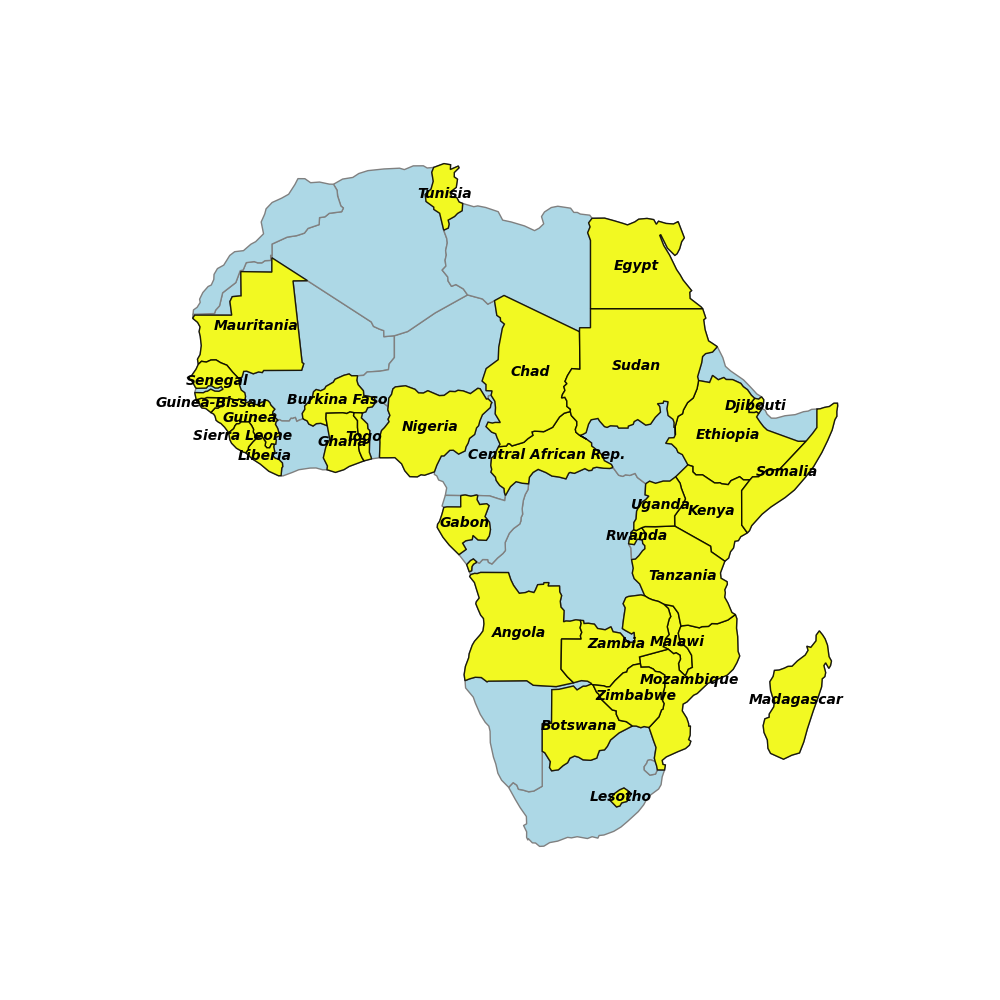 Tunisia
Egypt
Mauritania
Sudan
Chad
Senegal
Burkina Faso
Guinea-Bissau
Djibouti
Guinea
Nigeria
Sierra Leone
Ghana
Togo
Ethiopia
Liberia
Central African Rep.
Somalia
Uganda
Kenya
Gabon
Rwanda
Tanzania
Angola
Zambia
Malawi
Mozambique
Zimbabwe
Madagascar
Botswana
Lesotho